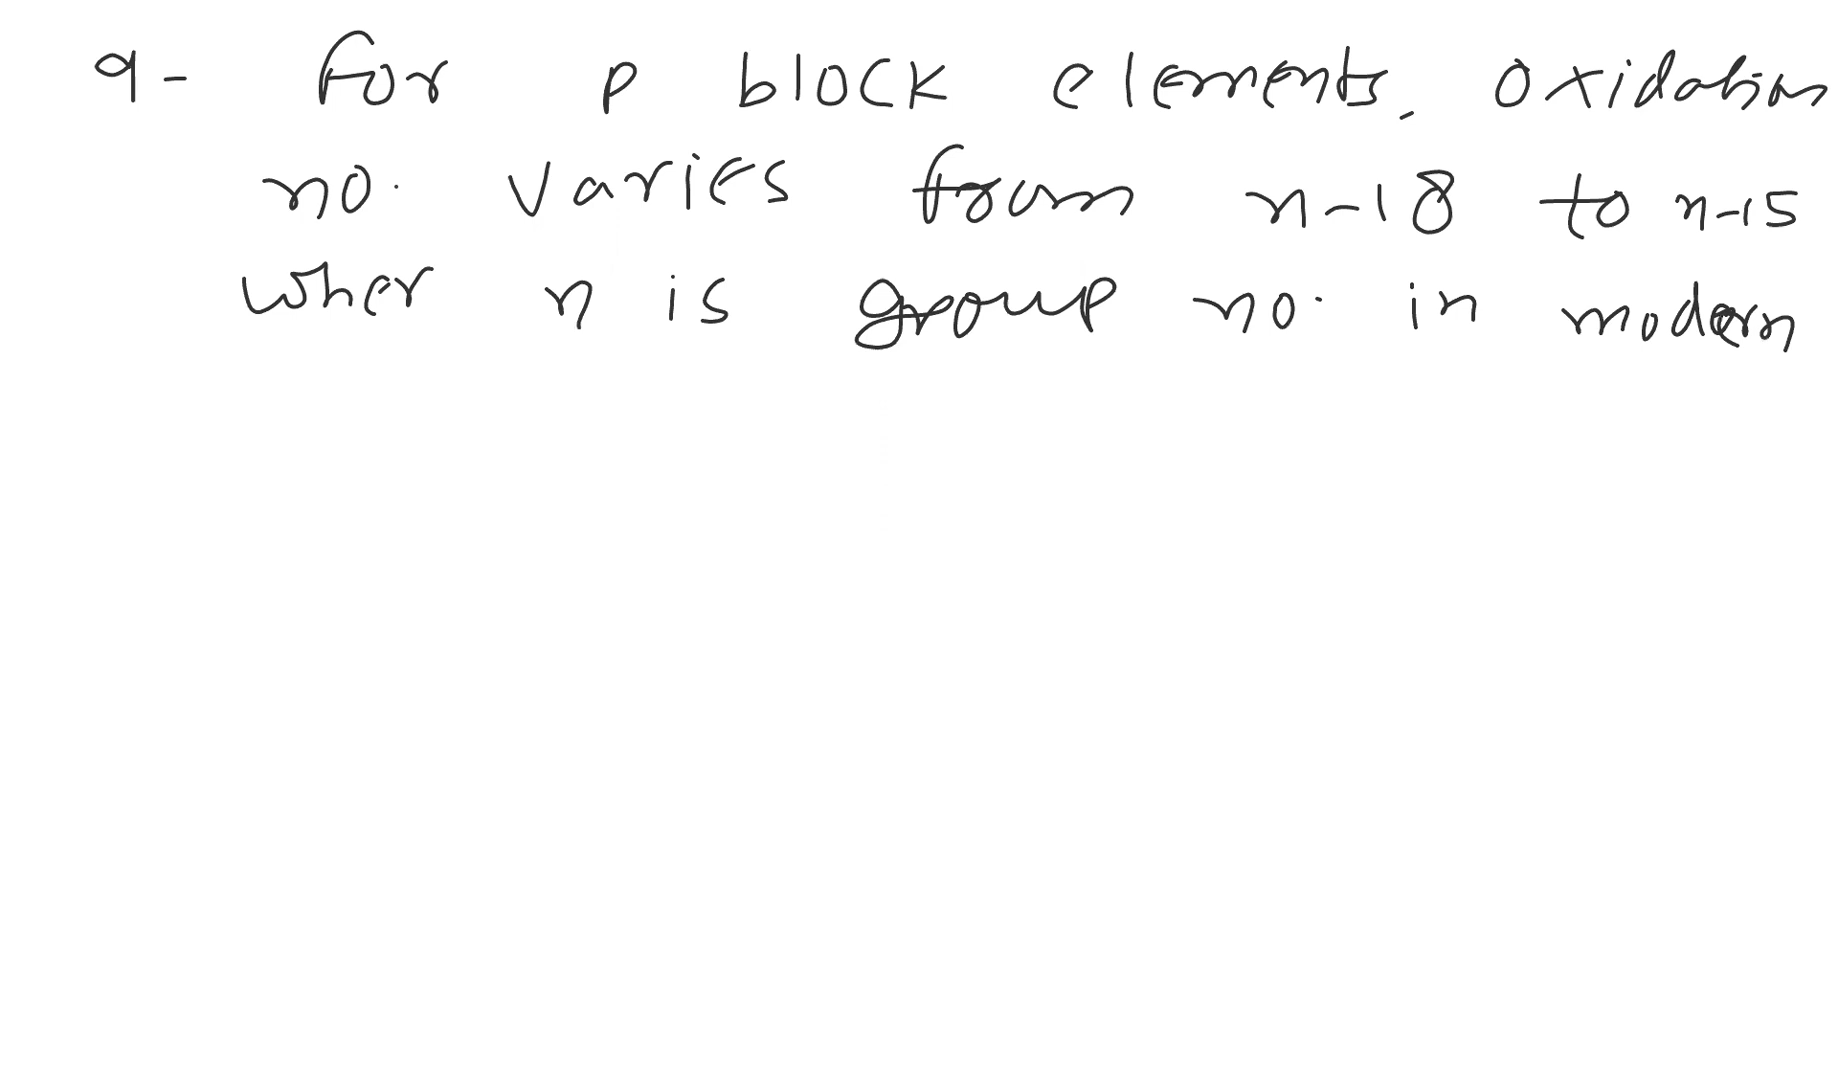 9- For p block elements, oxidation
no. varies from n-18 to n-15
wher n is group no. in modern